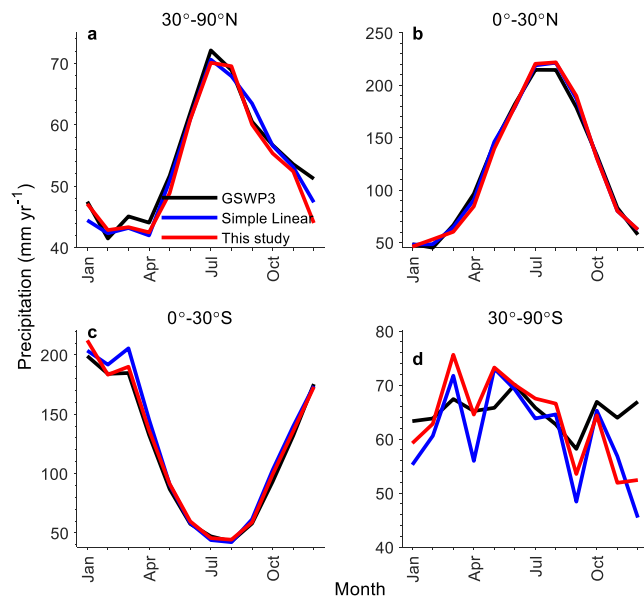 30°-90°N
0°-30°N
a
b
70
60
50
40
250
200
150
100
50
GSWP3
Simple Linear
This study
Jan
Apr
Jul
Oct
Jan
Apr
Jul
Oct
Precipitation (mm yr⁻¹)
0°-30°S
30°-90°S
c
d
200
150
100
50
80
70
60
50
40
Jan
Apr
Jul
Oct
Jan
Apr
Jul
Oct
Month